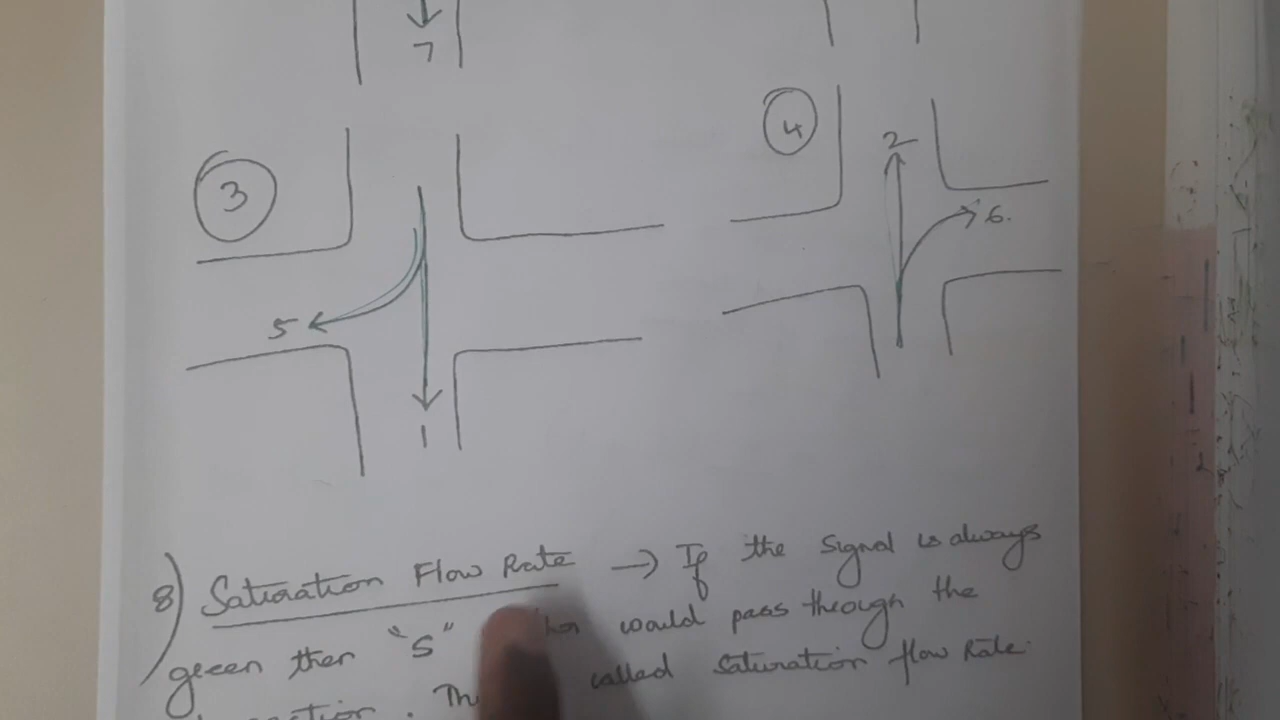 7
3
4
2
6.
5
1
8) Saturation Flow Rate → If the signal is always
green then "S" would pass through the
called saturation flow Rate.